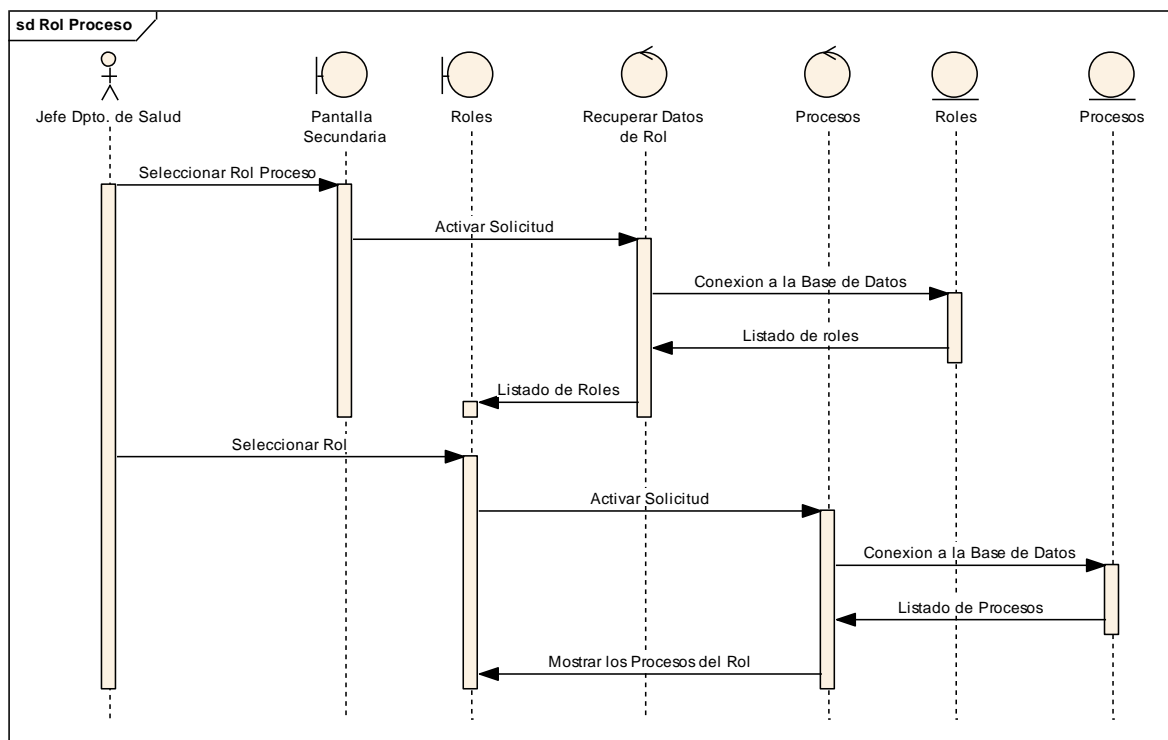 sd Rol Proceso
Jefe Dpto. de Salud
Pantalla
Secundaria
Roles
Recuperar Datos
de Rol
Procesos
Roles
Procesos
Seleccionar Rol Proceso
Activar Solicitud
Conexion a la Base de Datos
Listado de roles
Listado de Roles
Seleccionar Rol
Activar Solicitud
Conexion a la Base de Datos
Listado de Procesos
Mostrar los Procesos del Rol